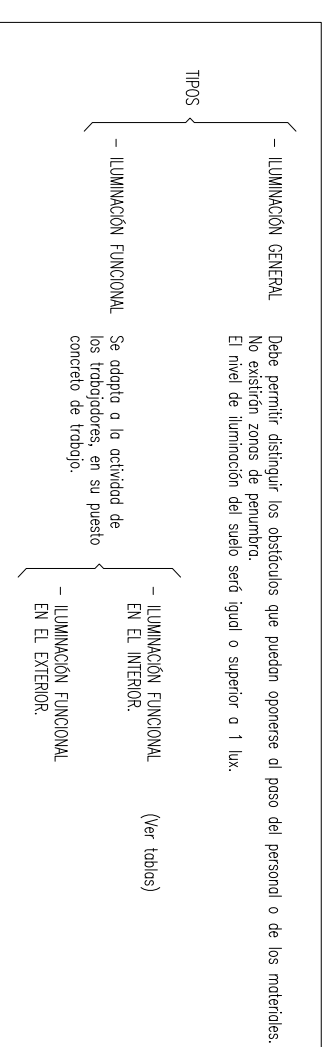 TIPOS
- ILUMINACIÓN GENERAL
Debe permitir distinguir los obstáculos que puedan oponerse al paso del personal o de los materiales.
No existirán zonas de penumbra.
El nivel de iluminación del suelo será igual o superior a 1 lux.
- ILUMINACIÓN FUNCIONAL
Se adapta a la actividad de
los trabajadores, en su puesto
concreto de trabajo.
- ILUMINACIÓN FUNCIONAL
EN EL INTERIOR.
(Ver tablas)
- ILUMINACIÓN FUNCIONAL
EN EL EXTERIOR.